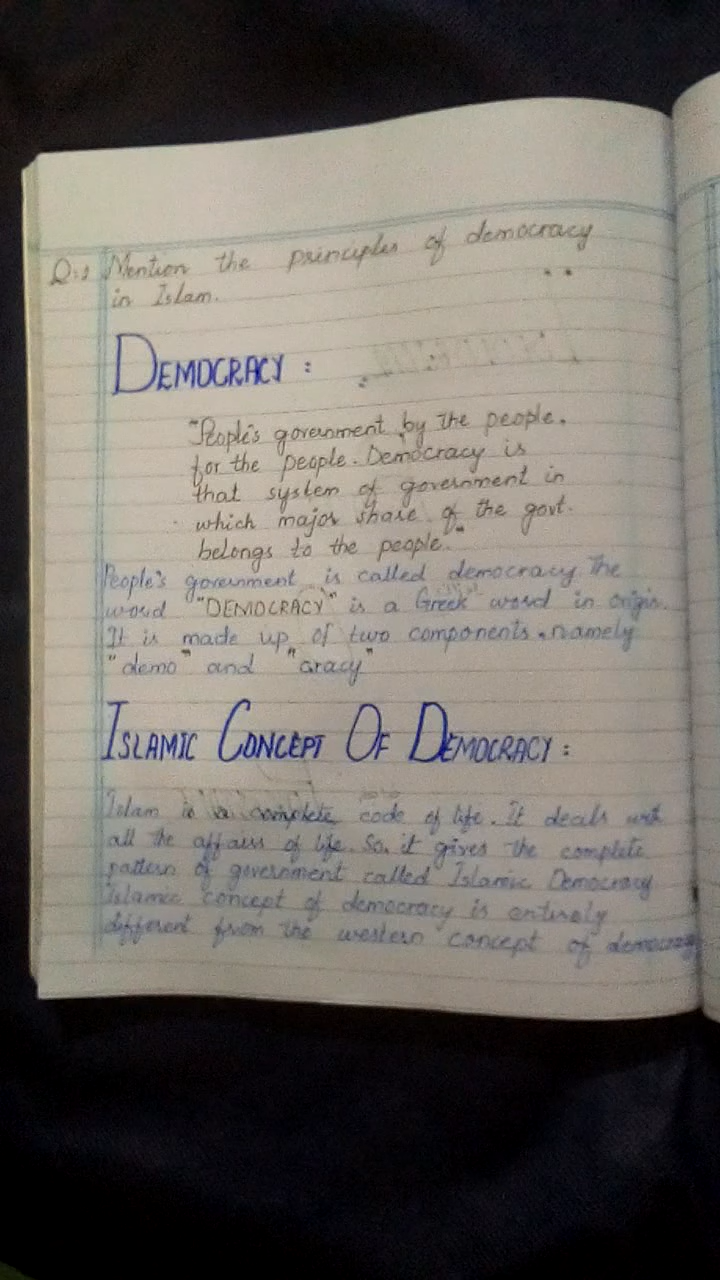 Q:1 Mention the principles of democracy
in Islam.
DEMOCRACY :
"People's government by the people.
for the people. Democracy is
that system of government in
which major share of the govt.
belongs to the people."
People's government is called democracy. The
word "DEMOCRACY" is a Greek word in origin.
It is made up of two components, namely
"demo" and "cracy"
ISLAMIC CONCEPT OF DEMOCRACY :
Islam is a complete code of life. It deals with
all the affairs of life. So, it gives the complete
pattern of government called Islamic Democracy
Islamic concept of democracy is entirely
different from the western concept of democracy